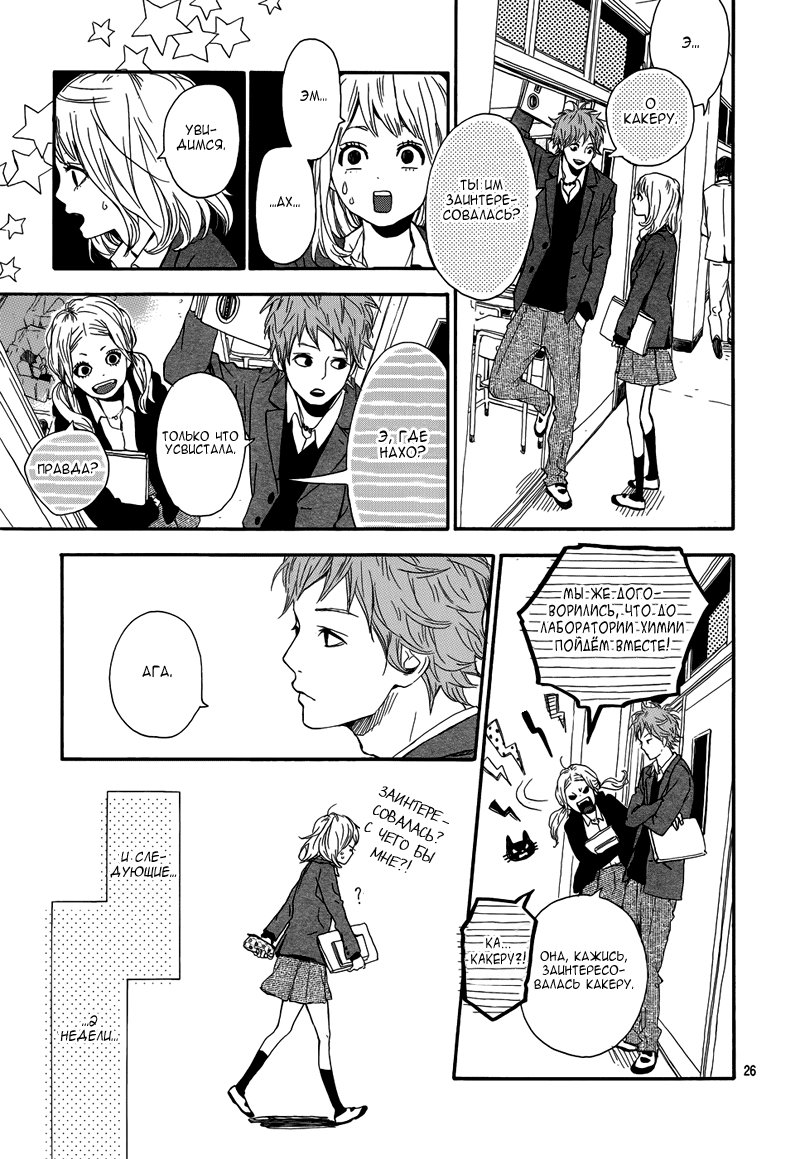 Э...
О
КАКЕРУ.
ТЫ ИМ
ЗАИНТЕРЕ-
СОВАЛАСЬ?
ЭМ...
...АХ...
УВИ-
ДИМСЯ.
Э, ГДЕ
НАХО?
ТОЛЬКО ЧТО
УСВИСТАЛА.
ПРАВДА?
МЫ ЖЕ ДОГО-
ВОРИЛИСЬ, ЧТО ДО
ЛАБОРАТОРИИ ХИМИИ
ПОЙДЁМ ВМЕСТЕ!
АГА.
ОНА, КАЖИСЬ,
ЗАИНТЕРЕСО-
ВАЛАСЬ КАКЕРУ.
КА...
КАКЕРУ?!
ЗАИНТЕРЕ-
СОВАЛАСЬ?
С ЧЕГО БЫ
МНЕ?!
?
И СЛЕ-
ДУЮЩИЕ...
...2
НЕДЕЛИ...
26